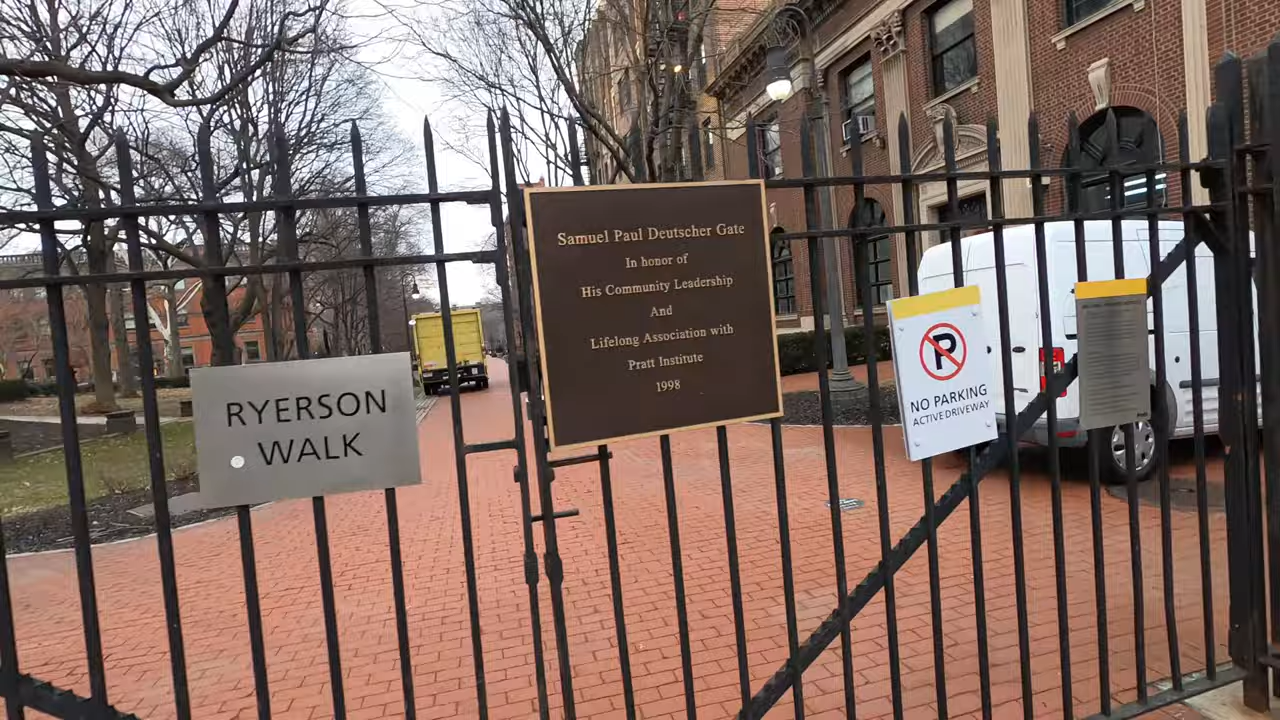 RYERSON
WALK
Samuel Paul Deutscher Gate
In honor of
His Community Leadership
And
Lifelong Association with
Pratt Institute
1998
P
NO PARKING
ACTIVE DRIVEWAY